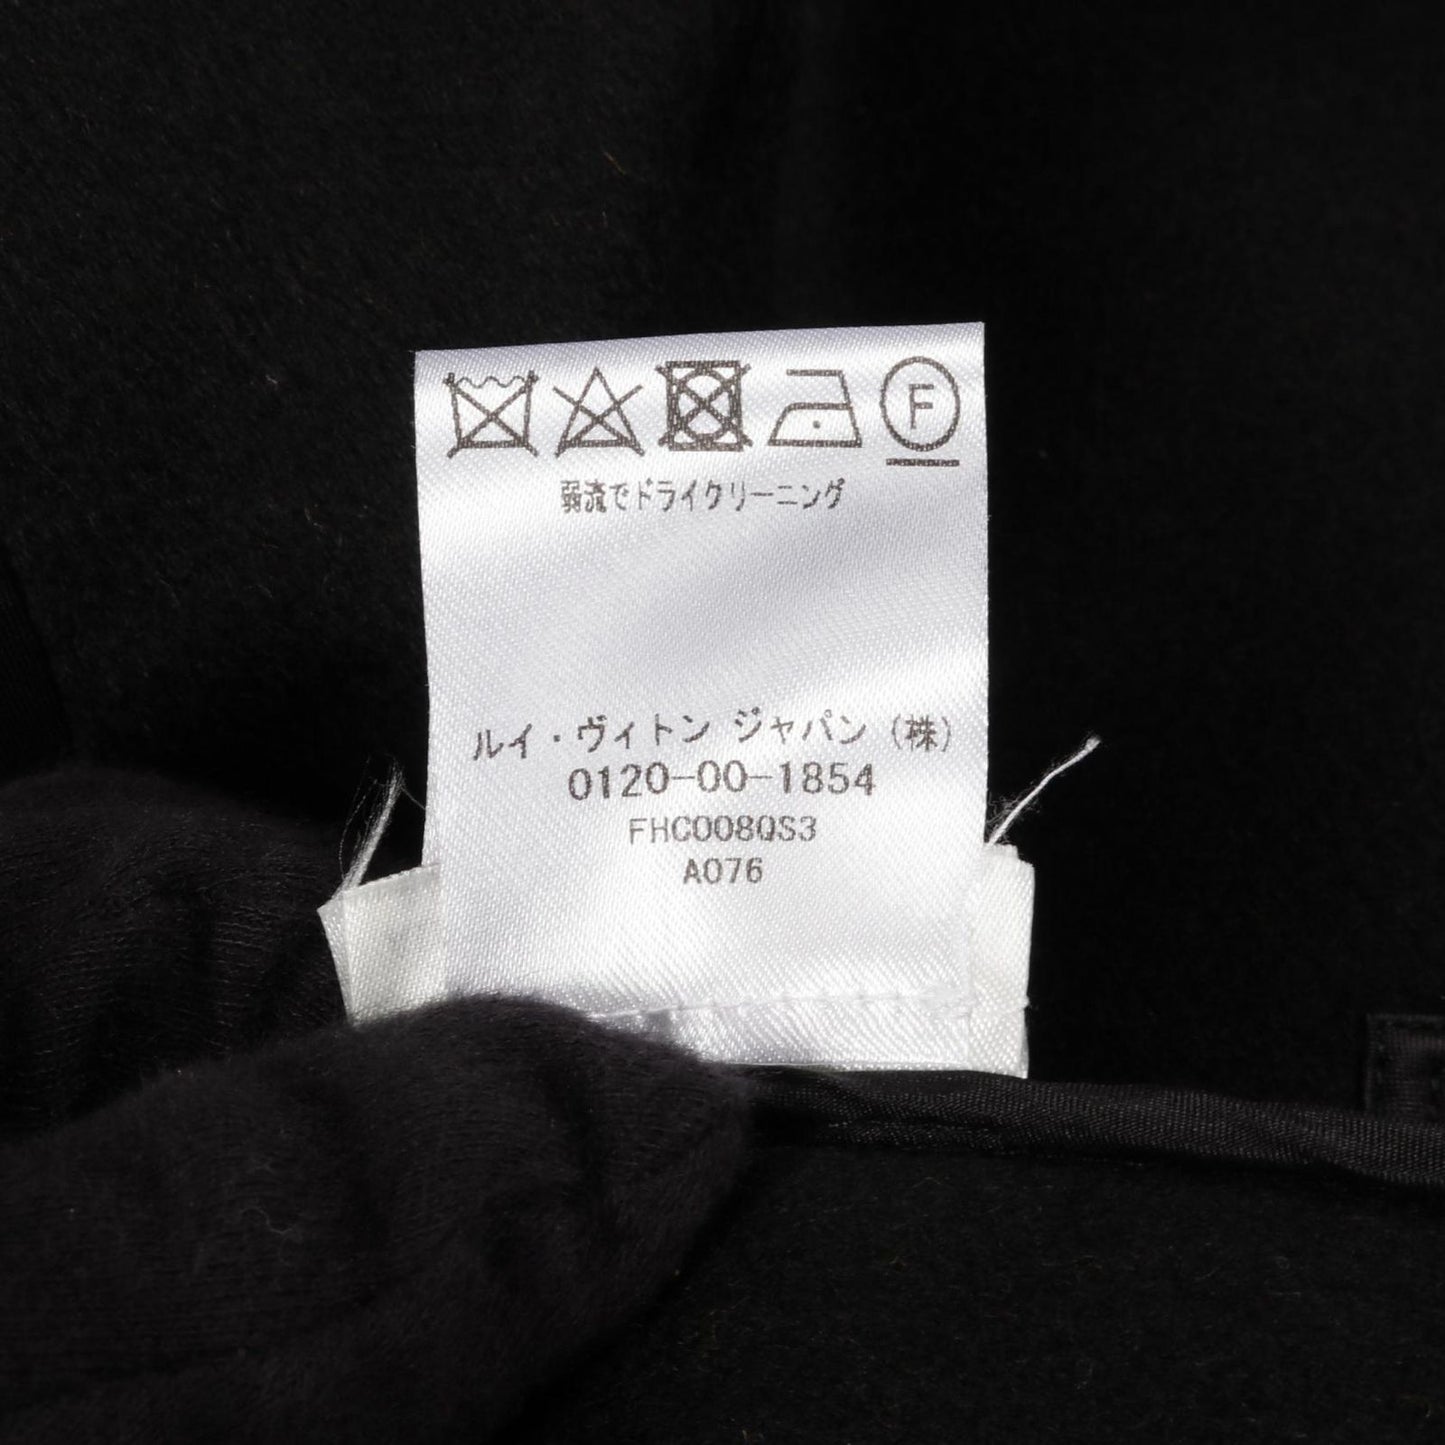 F
弱流でドライクリーニング
ルイ・ヴィトン ジャパン (株)
0120-00-1854
FHC008QS3
A076